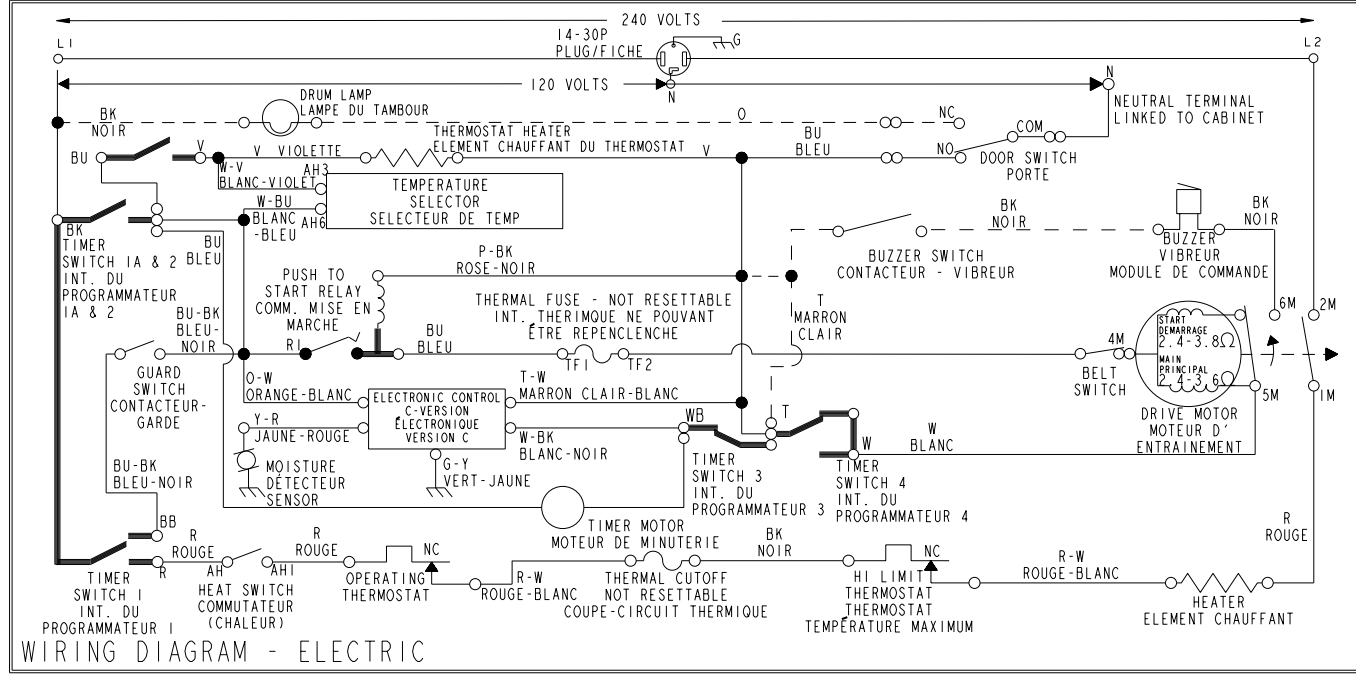 240 VOLTS
L1
14-30P
PLUG/FICHE
G
L2
120 VOLTS
N
N
NEUTRAL TERMINAL
LINKED TO CABINET
DRUM LAMP
LAMPE DU TAMBOUR
BK
NOIR
O
NC
COM
BU
V
V VIOLETTE
THERMOSTAT HEATER
ELEMENT CHAUFFANT DU THERMOSTAT
V
BU
BLEU
NO
DOOR SWITCH
PORTE
W-V
BLANC-VIOLET
AH3
TEMPERATURE
SELECTOR
SELECTEUR DE TEMP
W-BU
BLANC
-BLEU
AH6
BK
TIMER
SWITCH 1A & 2
INT. DU
PROGRAMMATEUR
1A & 2
BU
BLEU
P-BK
ROSE-NOIR
BUZZER SWITCH
CONTACTEUR - VIBREUR
BK
NOIR
BK
NOIR
BUZZER
VIBREUR
MODULE DE COMMANDE
PUSH TO
START RELAY
COMM. MISE EN
MARCHE
THERMAL FUSE - NOT RESETTABLE
INT. THERIMQUE NE POUVANT
ÊTRE REPENCLENCHE
T
MARRON
CLAIR
6M
2M
BU-BK
BLEU-
NOIR
R1
BU
BLEU
TF1
TF2
4M
BELT
SWITCH
START
DEMARRAGE
2.4-3.8Ω
MAIN
PRINCIPAL
2.4-3.6Ω
5M
1M
DRIVE MOTOR
MOTEUR D'
ENTRAINEMENT
GUARD
SWITCH
CONTACTEUR-
GARDE
O-W
ORANGE-BLANC
ELECTRONIC CONTROL
C-VERSION
ÉLECTRONIQUE
VERSION C
T-W
MARRON CLAIR-BLANC
Y-R
JAUNE-ROUGE
W-BK
BLANC-NOIR
WB
T
W
W
BLANC
MOISTURE
DÉTECTEUR
SENSOR
G-Y
VERT-JAUNE
TIMER
SWITCH 3
INT. DU
PROGRAMMATEUR 3
TIMER
SWITCH 4
INT. DU
PROGRAMMATEUR 4
BU-BK
BLEU-NOIR
BB
TIMER MOTOR
MOTEUR DE MINUTERIE
R
ROUGE
R
ROUGE
AH
AH1
R
ROUGE
R
TIMER
SWITCH 1
INT. DU
PROGRAMMATEUR 1
HEAT SWITCH
COMMUTATEUR
(CHALEUR)
NC
OPERATING
THERMOSTAT
R-W
ROUGE-BLANC
THERMAL CUTOFF
NOT RESETTABLE
COUPE-CIRCUIT THERMIQUE
BK
NOIR
NC
HI LIMIT
THERMOSTAT
THERMOSTAT
TEMPÉRATURE MAXIMUM
R-W
ROUGE-BLANC
HEATER
ELEMENT CHAUFFANT
WIRING DIAGRAM - ELECTRIC